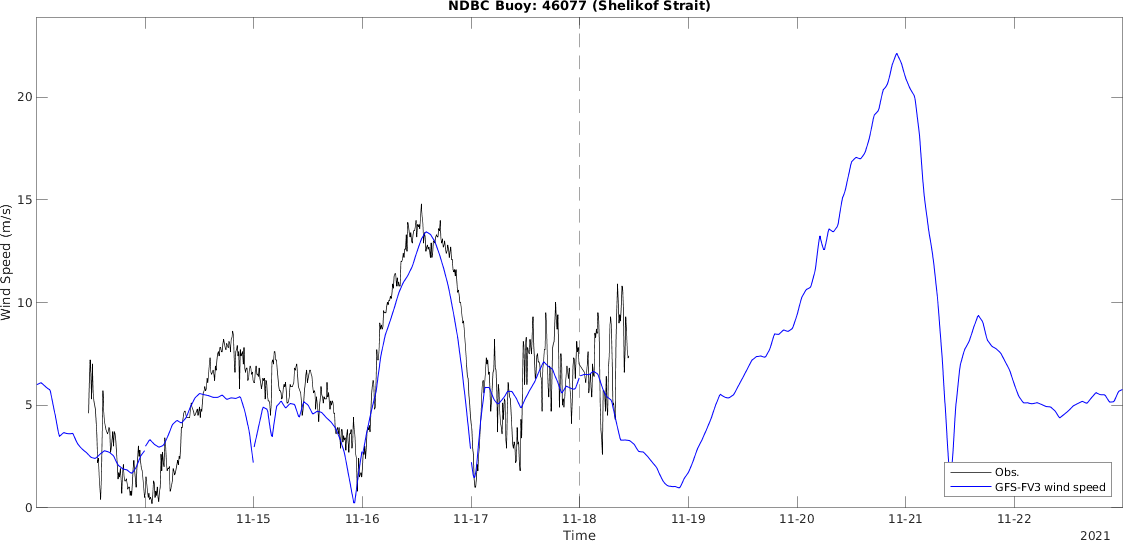 NDBC Buoy: 46077 (Shelikof Strait)
Wind Speed (m/s)
20
15
10
5
0
Obs.
GFS-FV3 wind speed
11-14 11-15 11-16 11-17 11-18 11-19 11-20 11-21 11-22
Time
2021